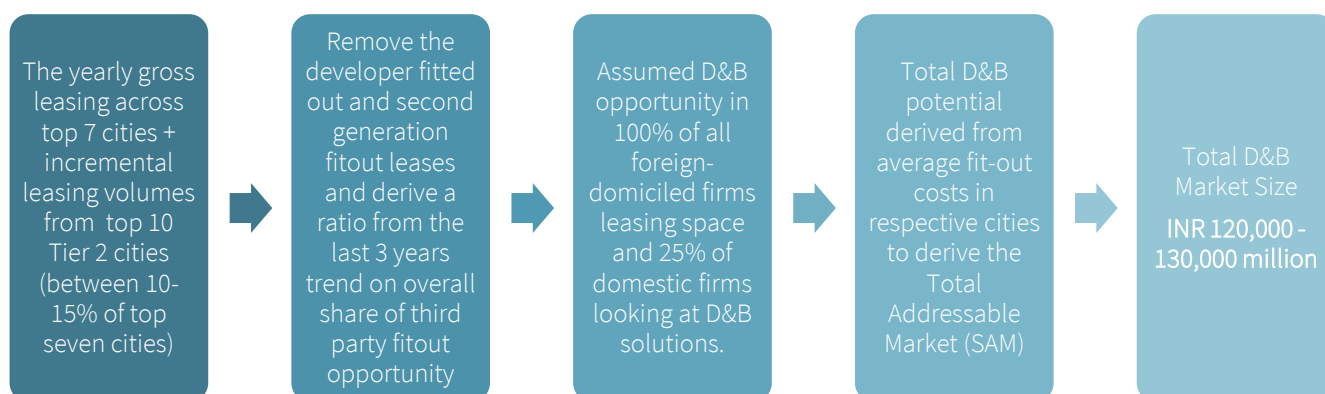 The yearly gross
leasing across
top 7 cities +
incremental
leasing volumes
from top 10
Tier 2 cities
(between 10-
15% of top
seven cities)
Remove the
developer fitted
out and second
generation
fitout leases
and derive a
ratio from the
last 3 years
trend on overall
share of third
party fitout
opportunity
Assumed D&B
opportunity in
100% of all
foreign-
domiciled firms
leasing space
and 25% of
domestic firms
looking at D&B
solutions.
Total D&B
potential
derived from
average fit-out
costs in
respective cities
to derive the
Total
Addressable
Market (SAM)
Total D&B
Market Size
INR 120,000 -
130,000 million